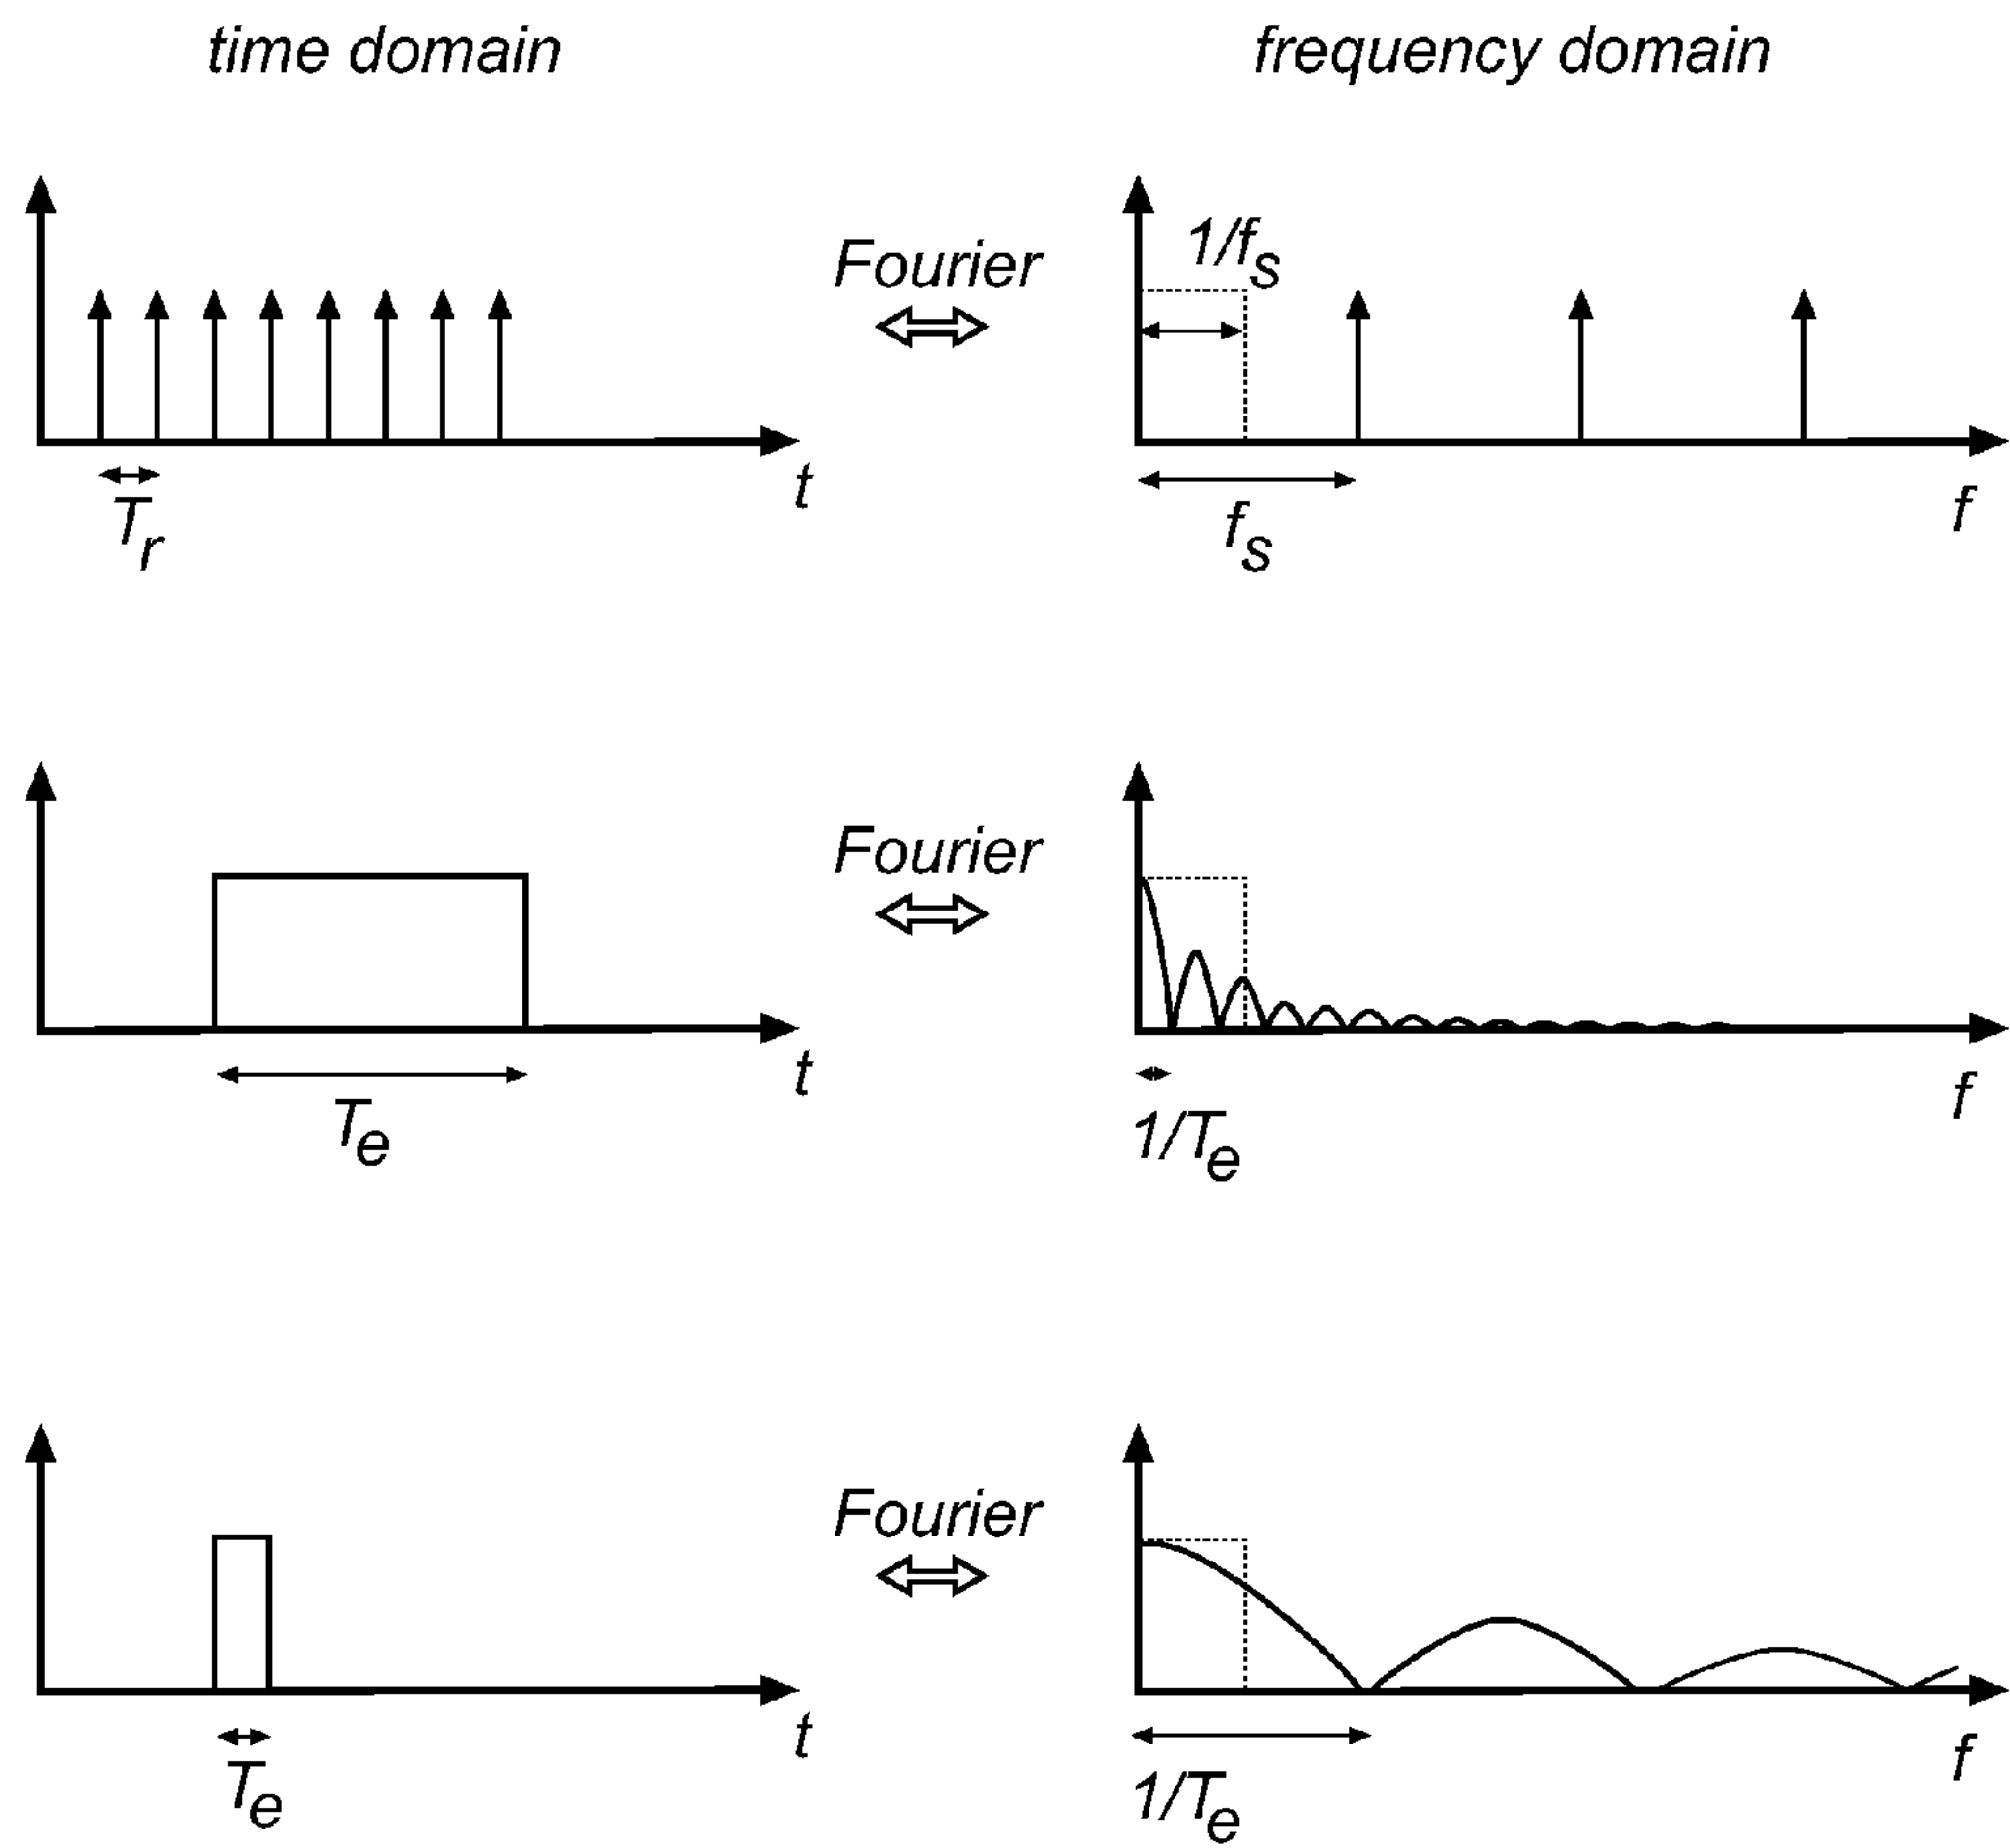 time domain
frequency domain
Fourier
1/fs
t
Tr
fs
f
Fourier
t
Te
1/Te
f
Fourier
t
Te
1/Te
f